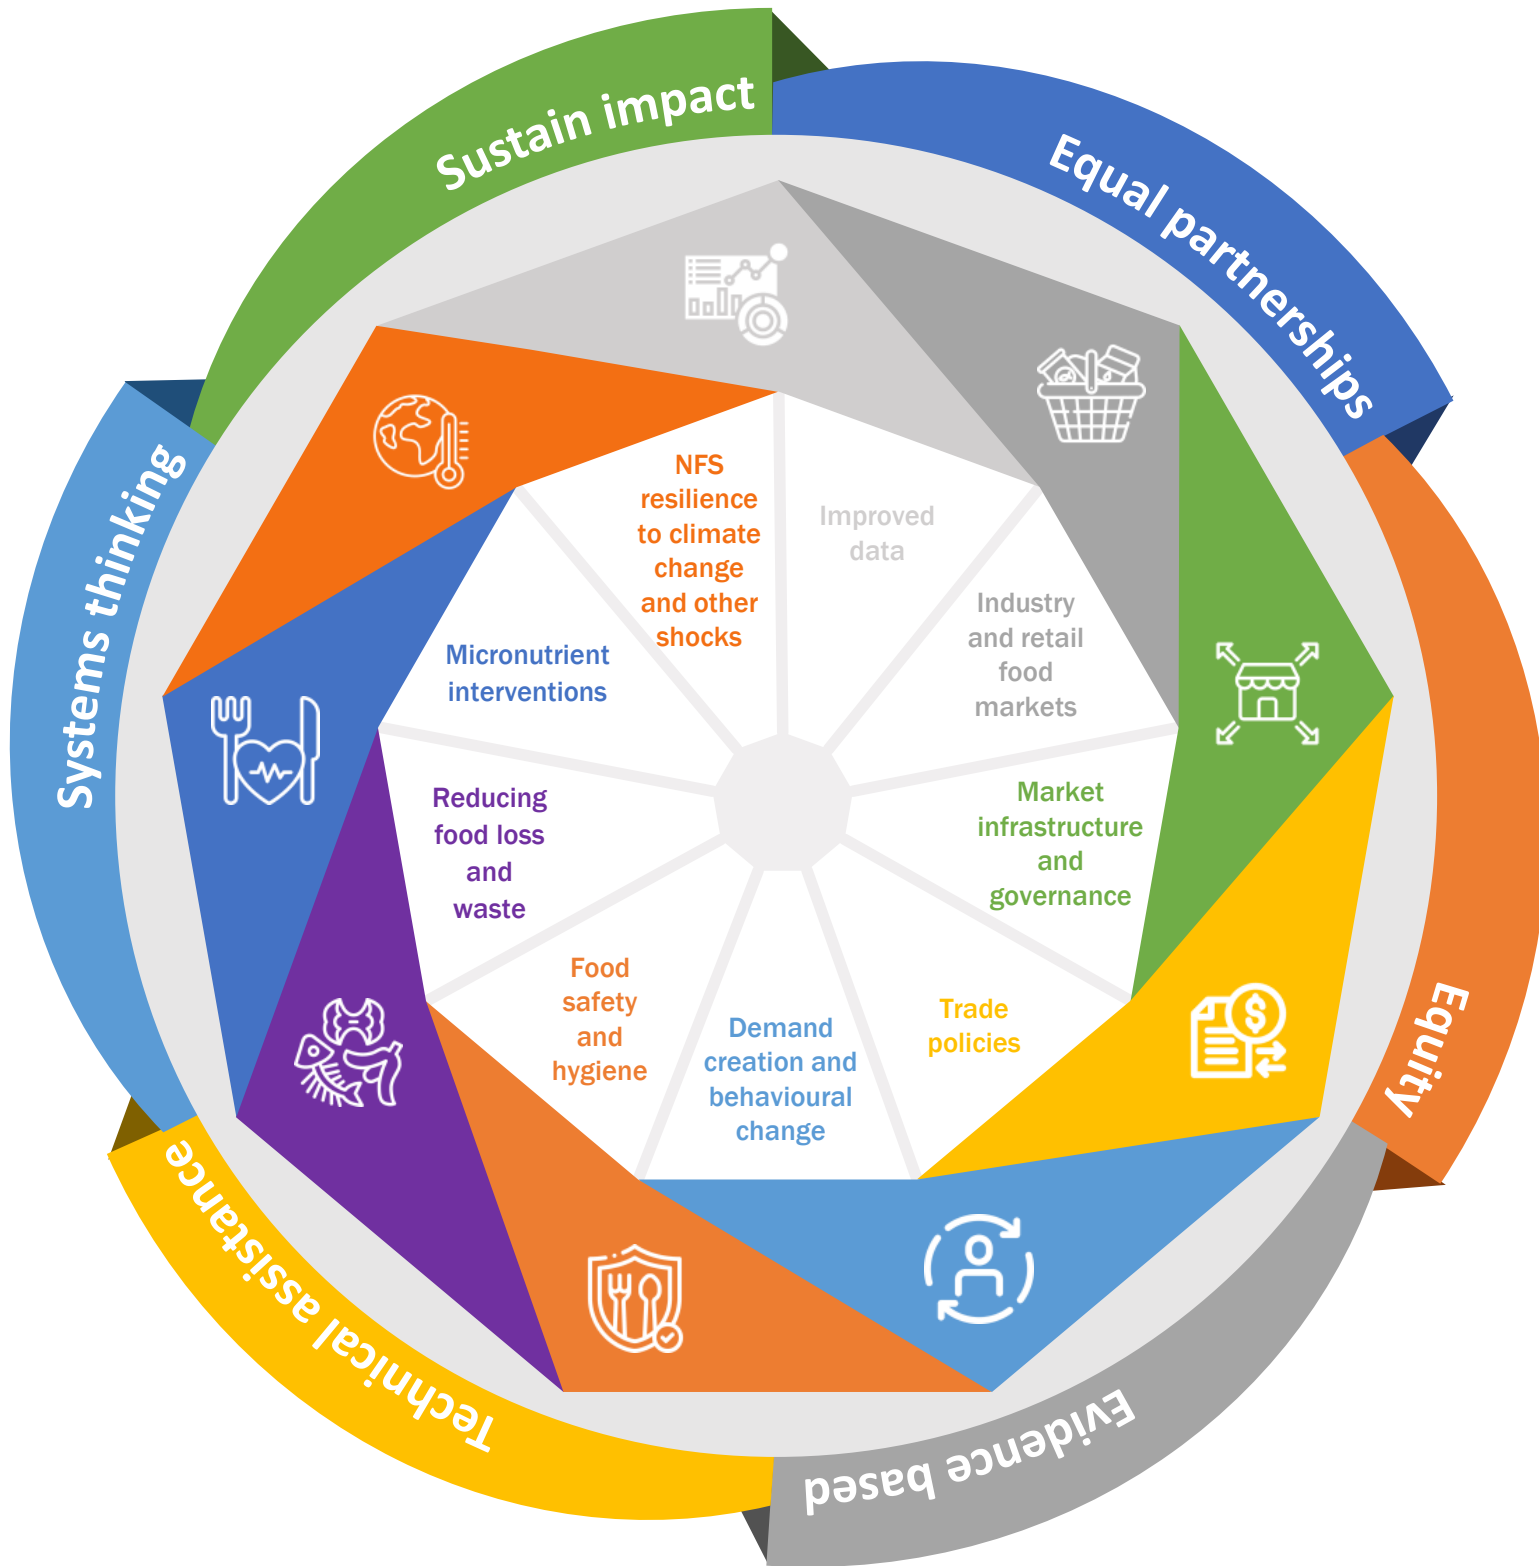 Sustain impact
Equal partnerships
Equity
Evidence based
Technical assistance
Systems thinking
NFS
resilience
to climate
change
and other
shocks
Improved
data
Industry
and retail
food
markets
Market
infrastructure
and
governance
Trade
policies
Demand
creation and
behavioural
change
Food
safety
and
hygiene
Reducing
food loss
and
waste
Micronutrient
interventions
$